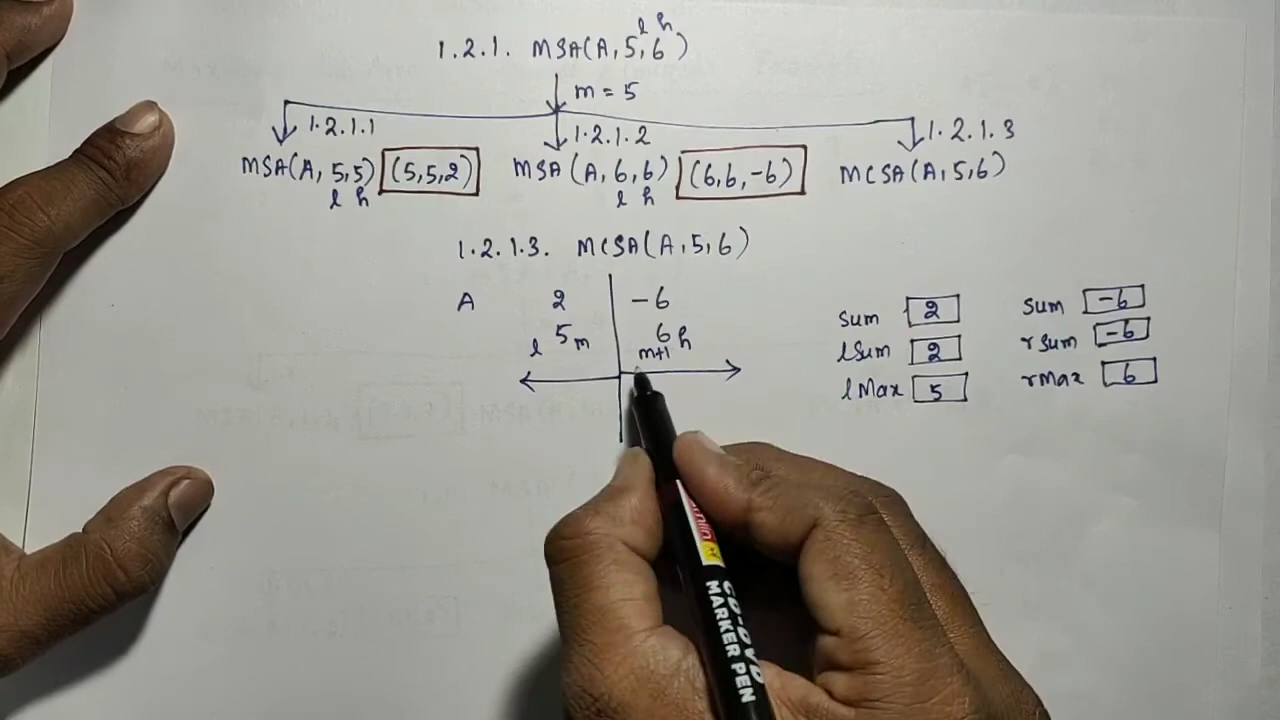 l h
1.2.1. MSA(A,5,6)
m = 5
1.2.1.1
1.2.1.2
1.2.1.3
MSA(A, 5,5) (5,5,2)
l h
MSA (A, 6,6) (6,6,-6)
l h
MCSA(A,5,6)
1.2.1.3. MCSA(A,5,6)
A 2 -6
l 5 m 6 h
m+1
sum 2
lSum 2
lMax 5
sum -6
rSum -6
rMax 6
CD-DVD
MARKER PEN